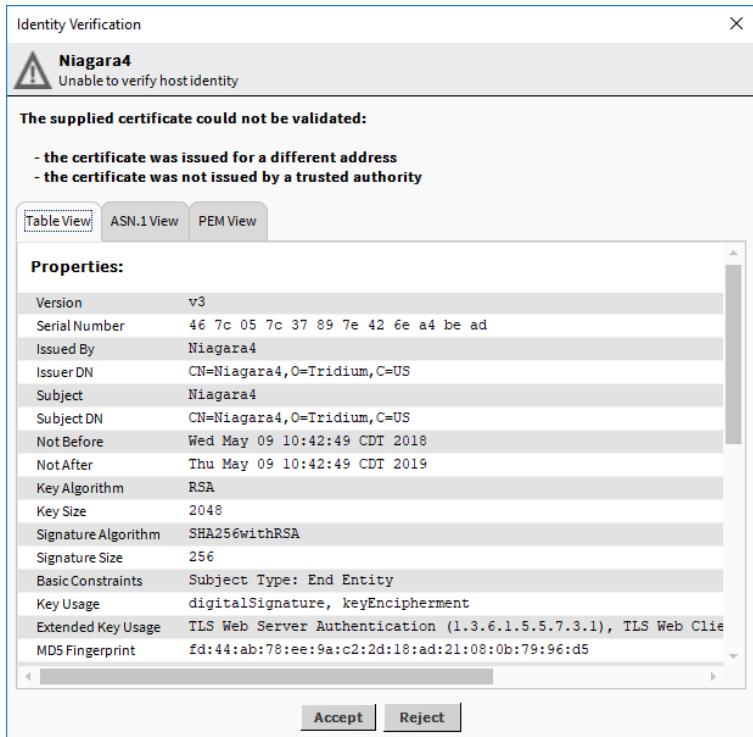 Identity Verification
Niagara4
Unable to verify host identity
The supplied certificate could not be validated:
- the certificate was issued for a different address
- the certificate was not issued by a trusted authority
Table View ASN.1 View PEM View
Properties:
Version v3
Serial Number 46 7c 05 7c 37 89 7e 42 6e a4 be ad
Issued By Niagara4
Issuer DN CN=Niagara4,O=Tridium,C=US
Subject Niagara4
Subject DN CN=Niagara4,O=Tridium,C=US
Not Before Wed May 09 10:42:49 CDT 2018
Not After Thu May 09 10:42:49 CDT 2019
Key Algorithm RSA
Key Size 2048
Signature Algorithm SHA256withRSA
Signature Size 256
Basic Constraints Subject Type: End Entity
Key Usage digitalSignature, keyEncipherment
Extended Key Usage TLS Web Server Authentication (1.3.6.1.5.5.7.3.1), TLS Web Clie
MD5 Fingerprint fd:44:ab:78:ee:9a:c2:2d:18:ad:21:08:0b:79:96:d5
Accept Reject